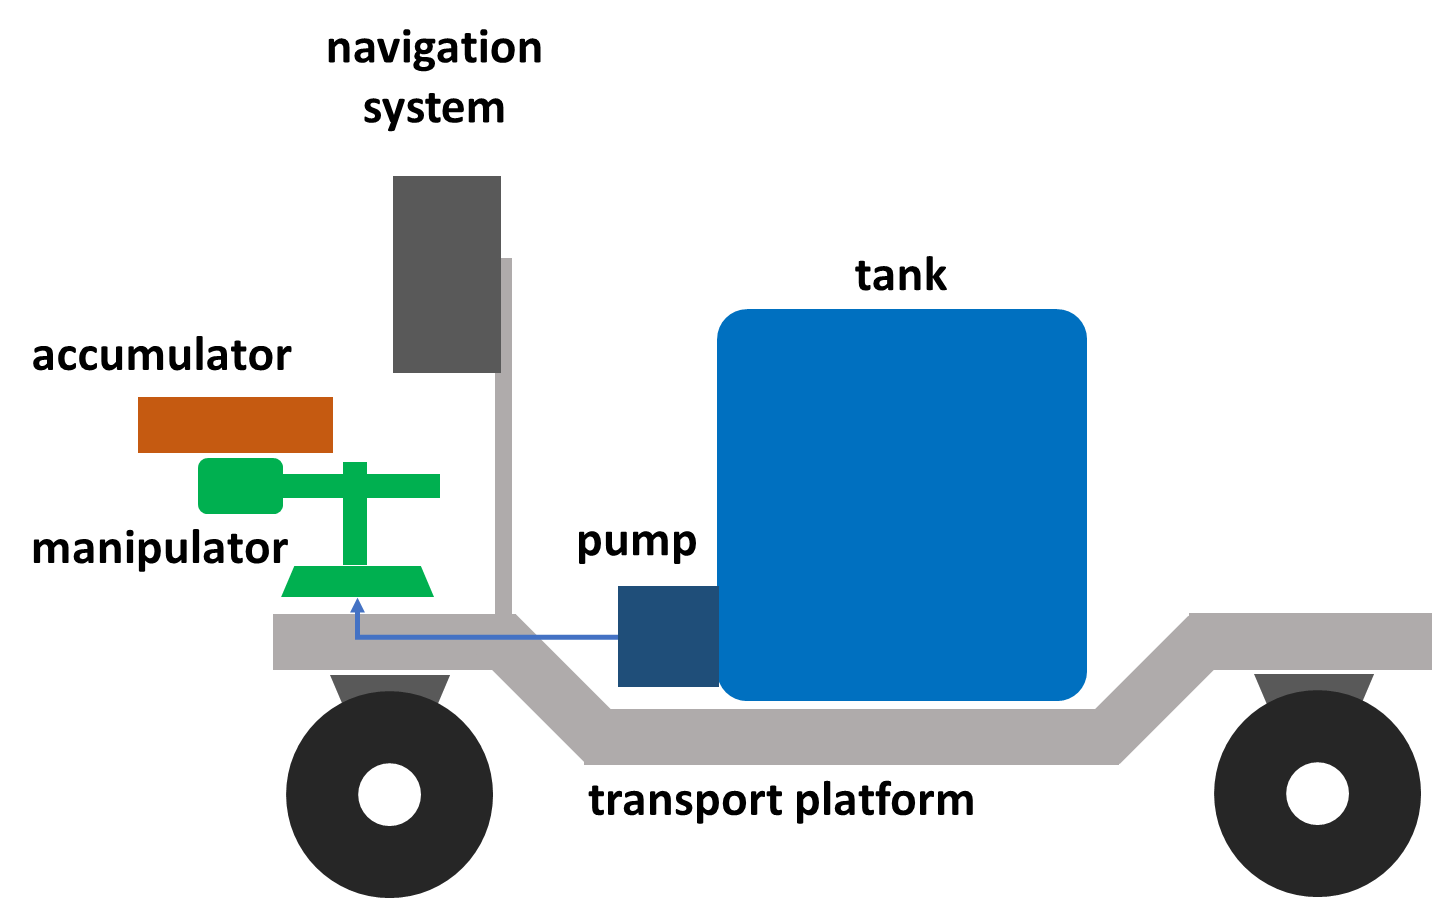 navigation
system
tank
accumulator
pump
manipulator
transport platform